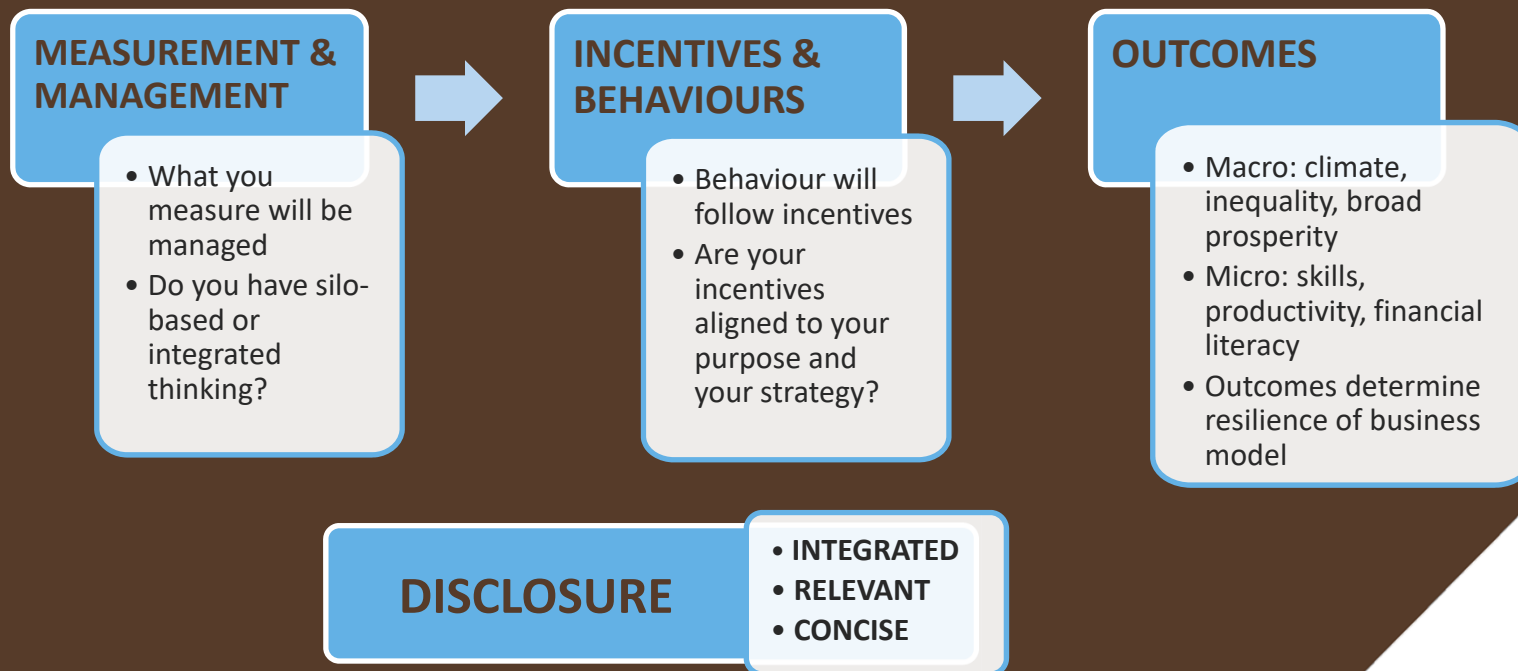 MEASUREMENT &
MANAGEMENT
• What you
measure will be
managed
• Do you have silo-
based or
integrated
thinking?
INCENTIVES &
BEHAVIOURS
• Behaviour will
follow incentives
• Are your
incentives
aligned to your
purpose and
your strategy?
OUTCOMES
• Macro: climate,
inequality, broad
prosperity
• Micro: skills,
productivity, financial
literacy
• Outcomes determine
resilience of business
model
DISCLOSURE
• INTEGRATED
• RELEVANT
• CONCISE